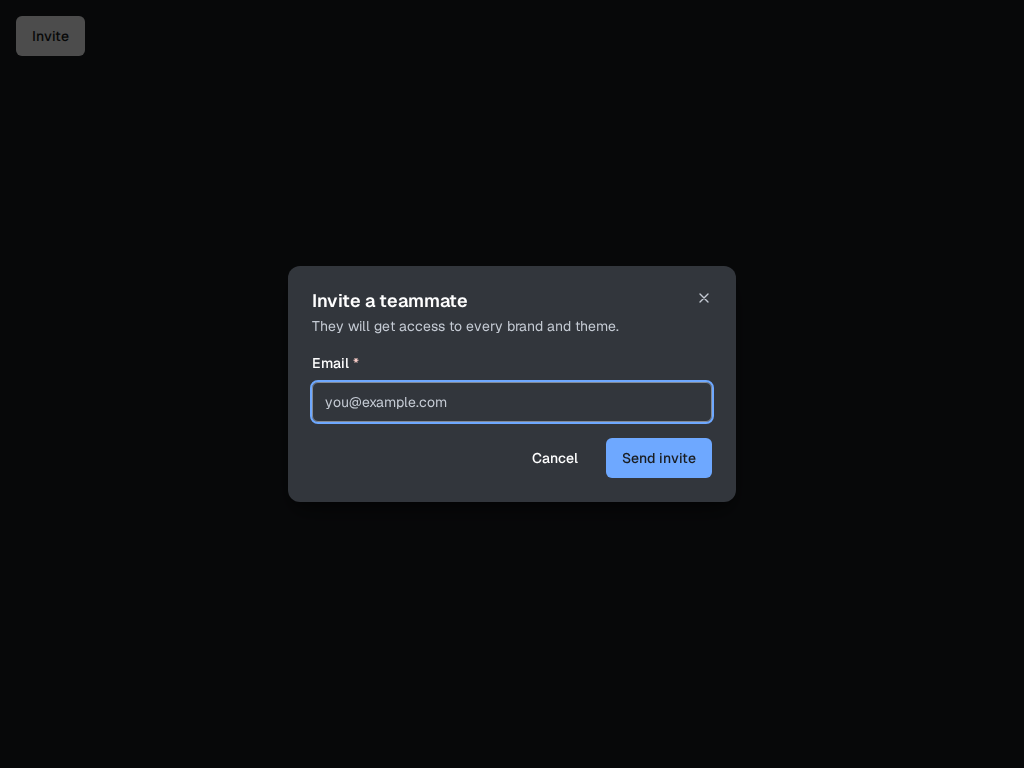 Invite
Invite a teammate
They will get access to every brand and theme.
Email *
you@example.com
Cancel
Send invite